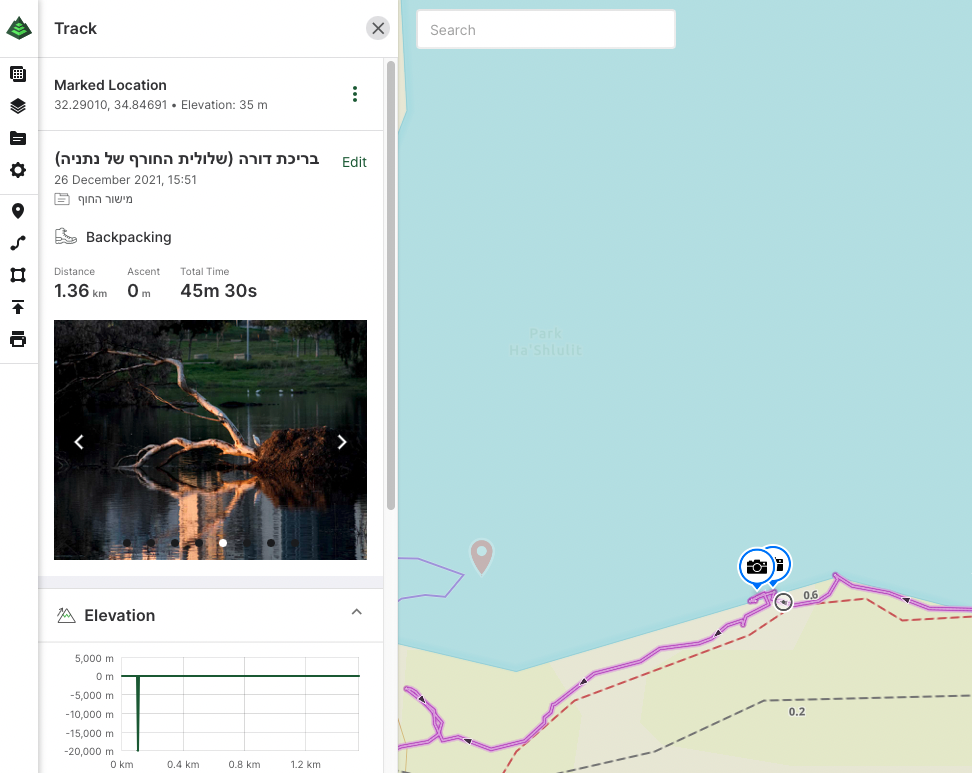 Track
Search
Marked Location
32.29010, 34.84691 • Elevation: 35 m
בריכת דורה (שלולית החורף של נתניה)
Edit
26 December 2021, 15:51
מישור החוף
Backpacking
Distance Ascent Total Time
1.36 km 0 m 45m 30s
Park
Ha'Shlulit
0.6
0.2
Elevation
5,000 m
0 m
-5,000 m
-10,000 m
-15,000 m
-20,000 m
0 km 0.4 km 0.8 km 1.2 km